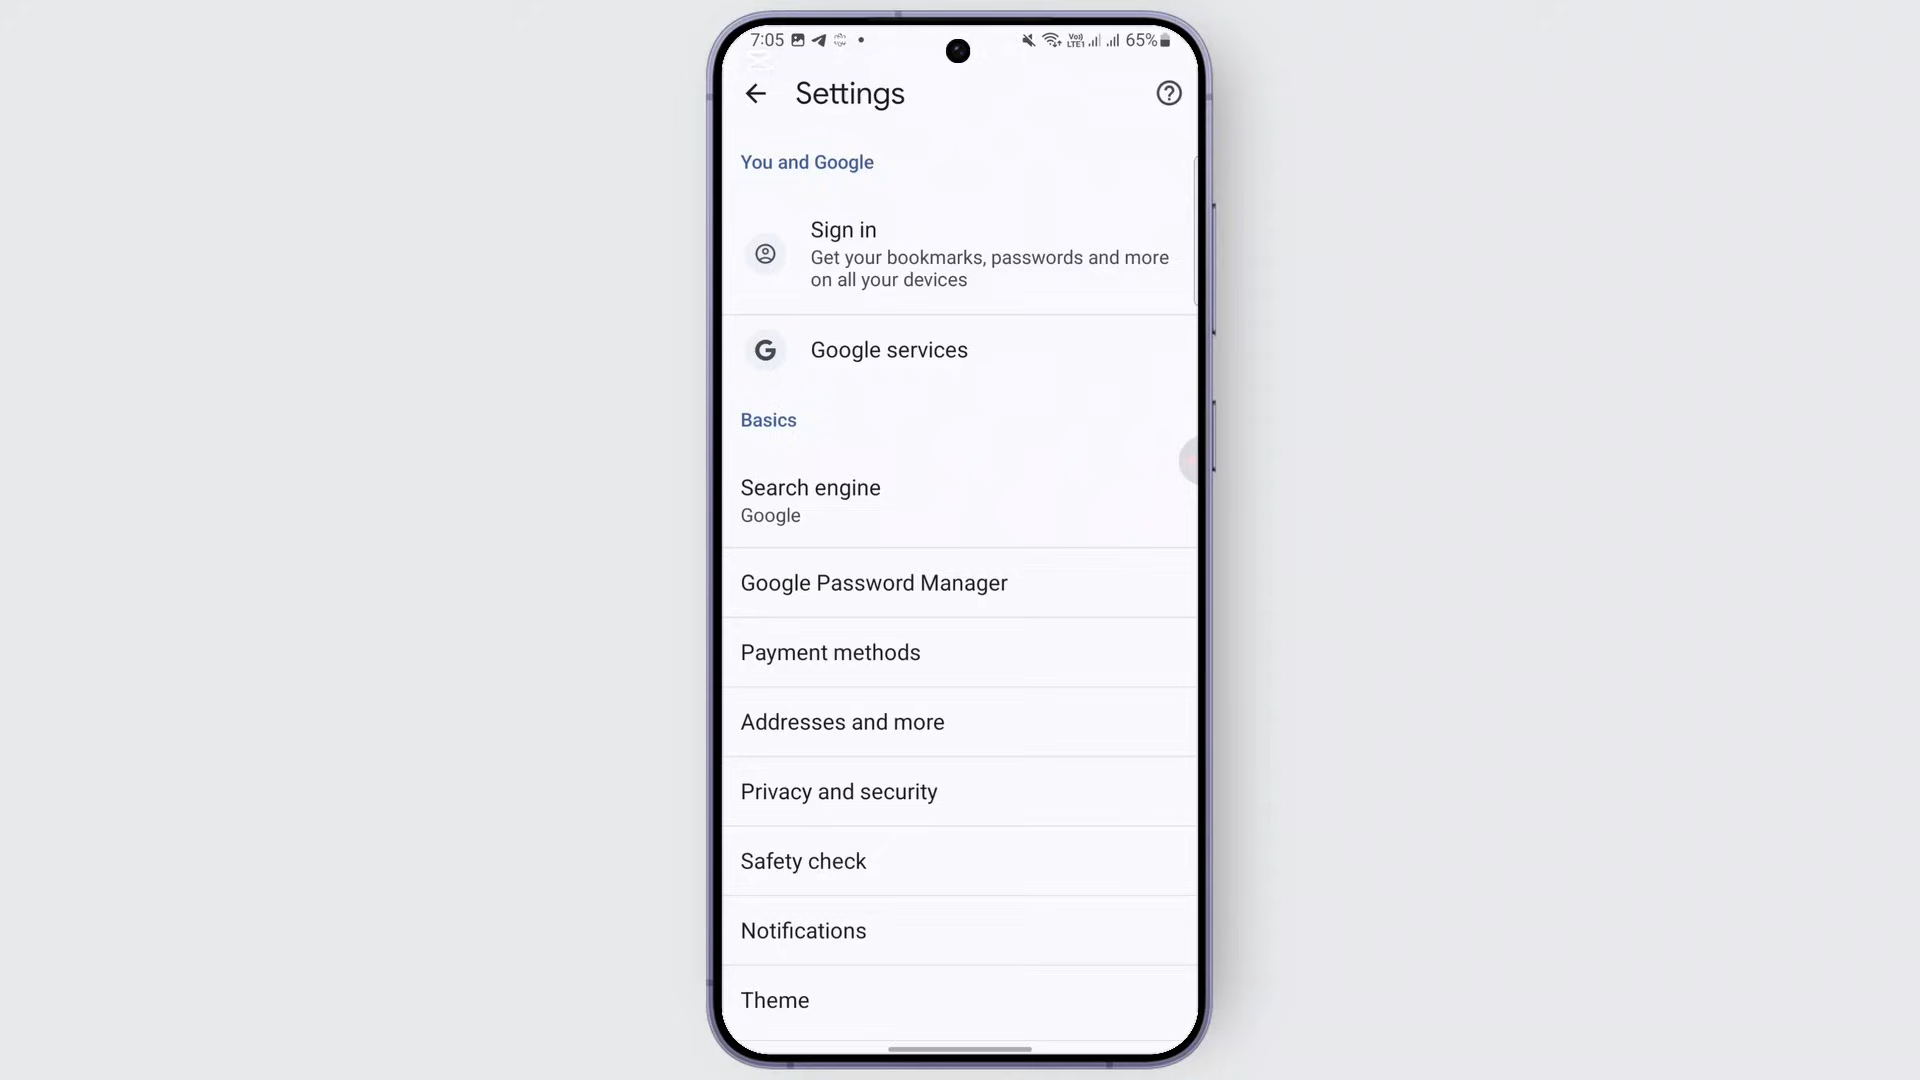 7:05 65%
Settings
You and Google
Sign in
Get your bookmarks, passwords and more
on all your devices
Google services
Basics
Search engine
Google
Google Password Manager
Payment methods
Addresses and more
Privacy and security
Safety check
Notifications
Theme